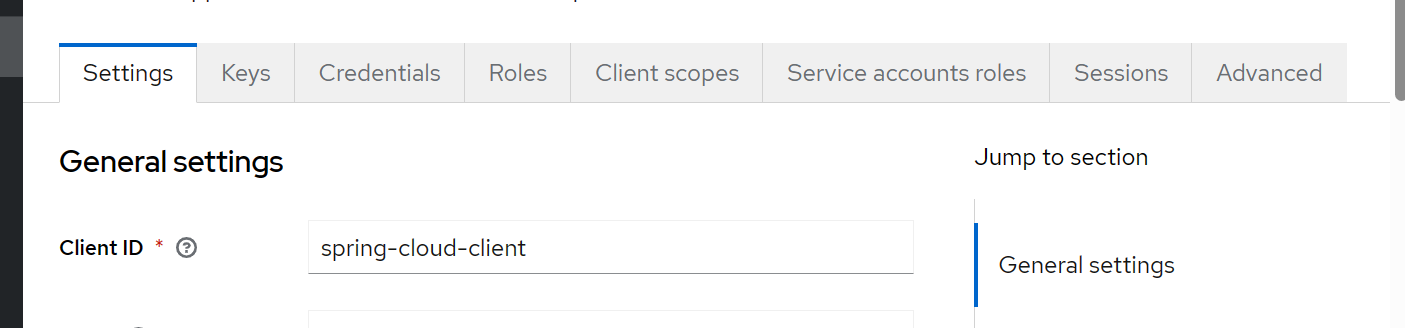 Settings Keys Credentials Roles Client scopes Service accounts roles Sessions Advanced
General settings
Jump to section
Client ID * spring-cloud-client
General settings